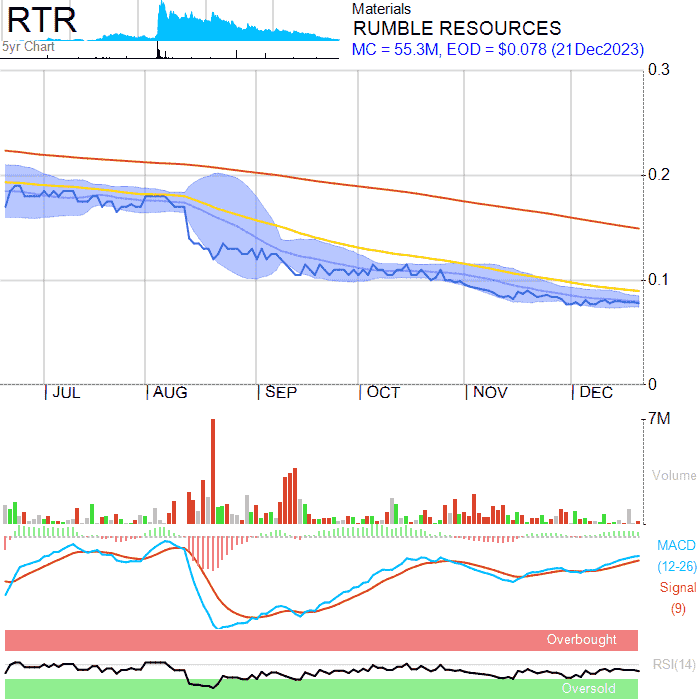 RTR
5yr Chart
Materials
RUMBLE RESOURCES
MC = 55.3M, EOD = $0.078 (21Dec2023)
0.3
0.2
0.1
0
JUL AUG SEP OCT NOV DEC
7M
Volume
MACD
(12-26)
Signal
(9)
Overbought
RSI(14)
Oversold